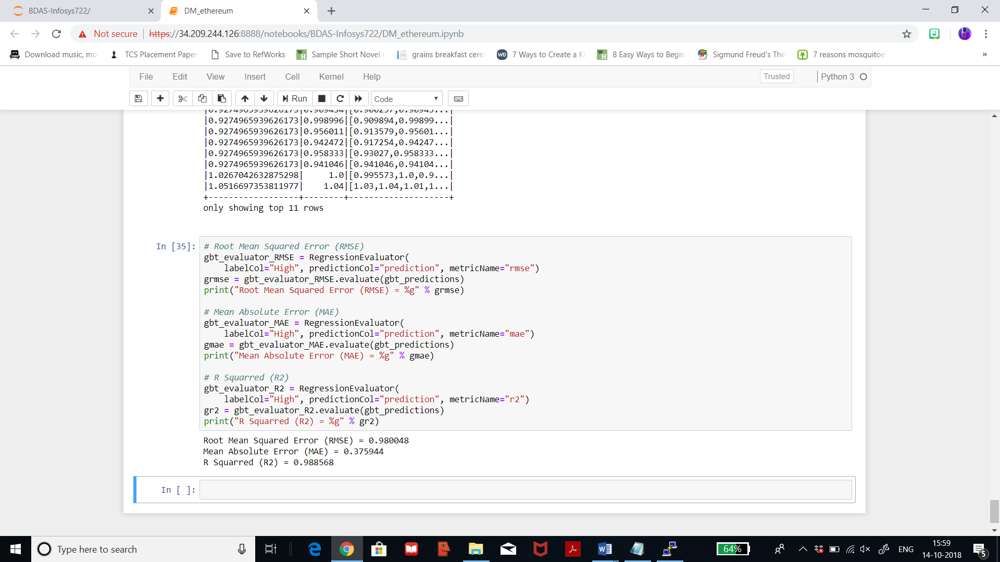 BDAS-Infosys722/
DM_ethereum
Not secure
https://34.209.244.126:8888/notebooks/BDAS-Infosys722/DM_ethereum.ipynb
Download music, mo
TCS Placement Paper
Save to RefWorks
Sample Short Novel
grains breakfast cere
WD 7 Ways to Create a Ki
8 Easy Ways to Begin
Sigmund Freud's The
7 reasons mosquitoe
»
File Edit View Insert Cell Kernel Help
Trusted
Python 3
Run
Code
|0.9274965939626173|0.909434|[0.900257,0.90943...|
|0.9274965939626173|0.998996|[0.909894,0.99899...|
|0.9274965939626173|0.956011|[0.913579,0.95601...|
|0.9274965939626173|0.942472|[0.917254,0.94247...|
|0.9274965939626173|0.958333|[0.93027,0.958333...|
|0.9274965939626173|0.941046|[0.941046,0.94104...|
|1.0267042632875298|     1.0|[0.995573,1.0,0.9...|
|1.0516697353811977|    1.04|[1.03,1.04,1.01,1...|
+------------------+--------+--------------------+
only showing top 11 rows
In [35]:
# Root Mean Squared Error (RMSE)
gbt_evaluator_RMSE = RegressionEvaluator(
    labelCol="High", predictionCol="prediction", metricName="rmse")
grmse = gbt_evaluator_RMSE.evaluate(gbt_predictions)
print("Root Mean Squared Error (RMSE) = %g" % grmse)
# Mean Absolute Error (MAE)
gbt_evaluator_MAE = RegressionEvaluator(
    labelCol="High", predictionCol="prediction", metricName="mae")
gmae = gbt_evaluator_MAE.evaluate(gbt_predictions)
print("Mean Absolute Error (MAE) = %g" % gmae)
# R Squarred (R2)
gbt_evaluator_R2 = RegressionEvaluator(
    labelCol="High", predictionCol="prediction", metricName="r2")
gr2 = gbt_evaluator_R2.evaluate(gbt_predictions)
print("R Squarred (R2) = %g" % gr2)
Root Mean Squared Error (RMSE) = 0.980048
Mean Absolute Error (MAE) = 0.375944
R Squarred (R2) = 0.988568
In [ ]:
Type here to search
64%
ENG
15:59
14-10-2018
5